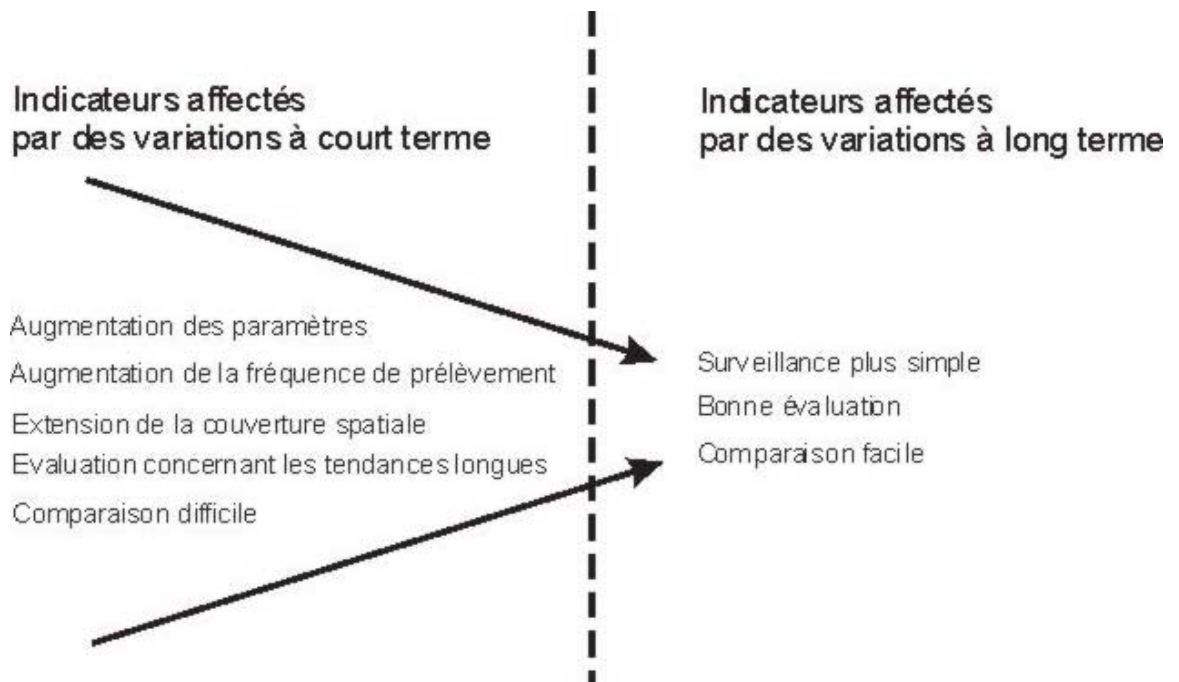 Indicateurs affectés
par des variations à court terme
Indicateurs affectés
par des variations à long terme
Augmentation des paramètres
Augmentation de la fréquence de prélèvement
Extension de la couverture spatiale
Evaluation concernant les tendances longues
Comparaison difficile
Surveillance plus simple
Bonne évaluation
Comparaison facile